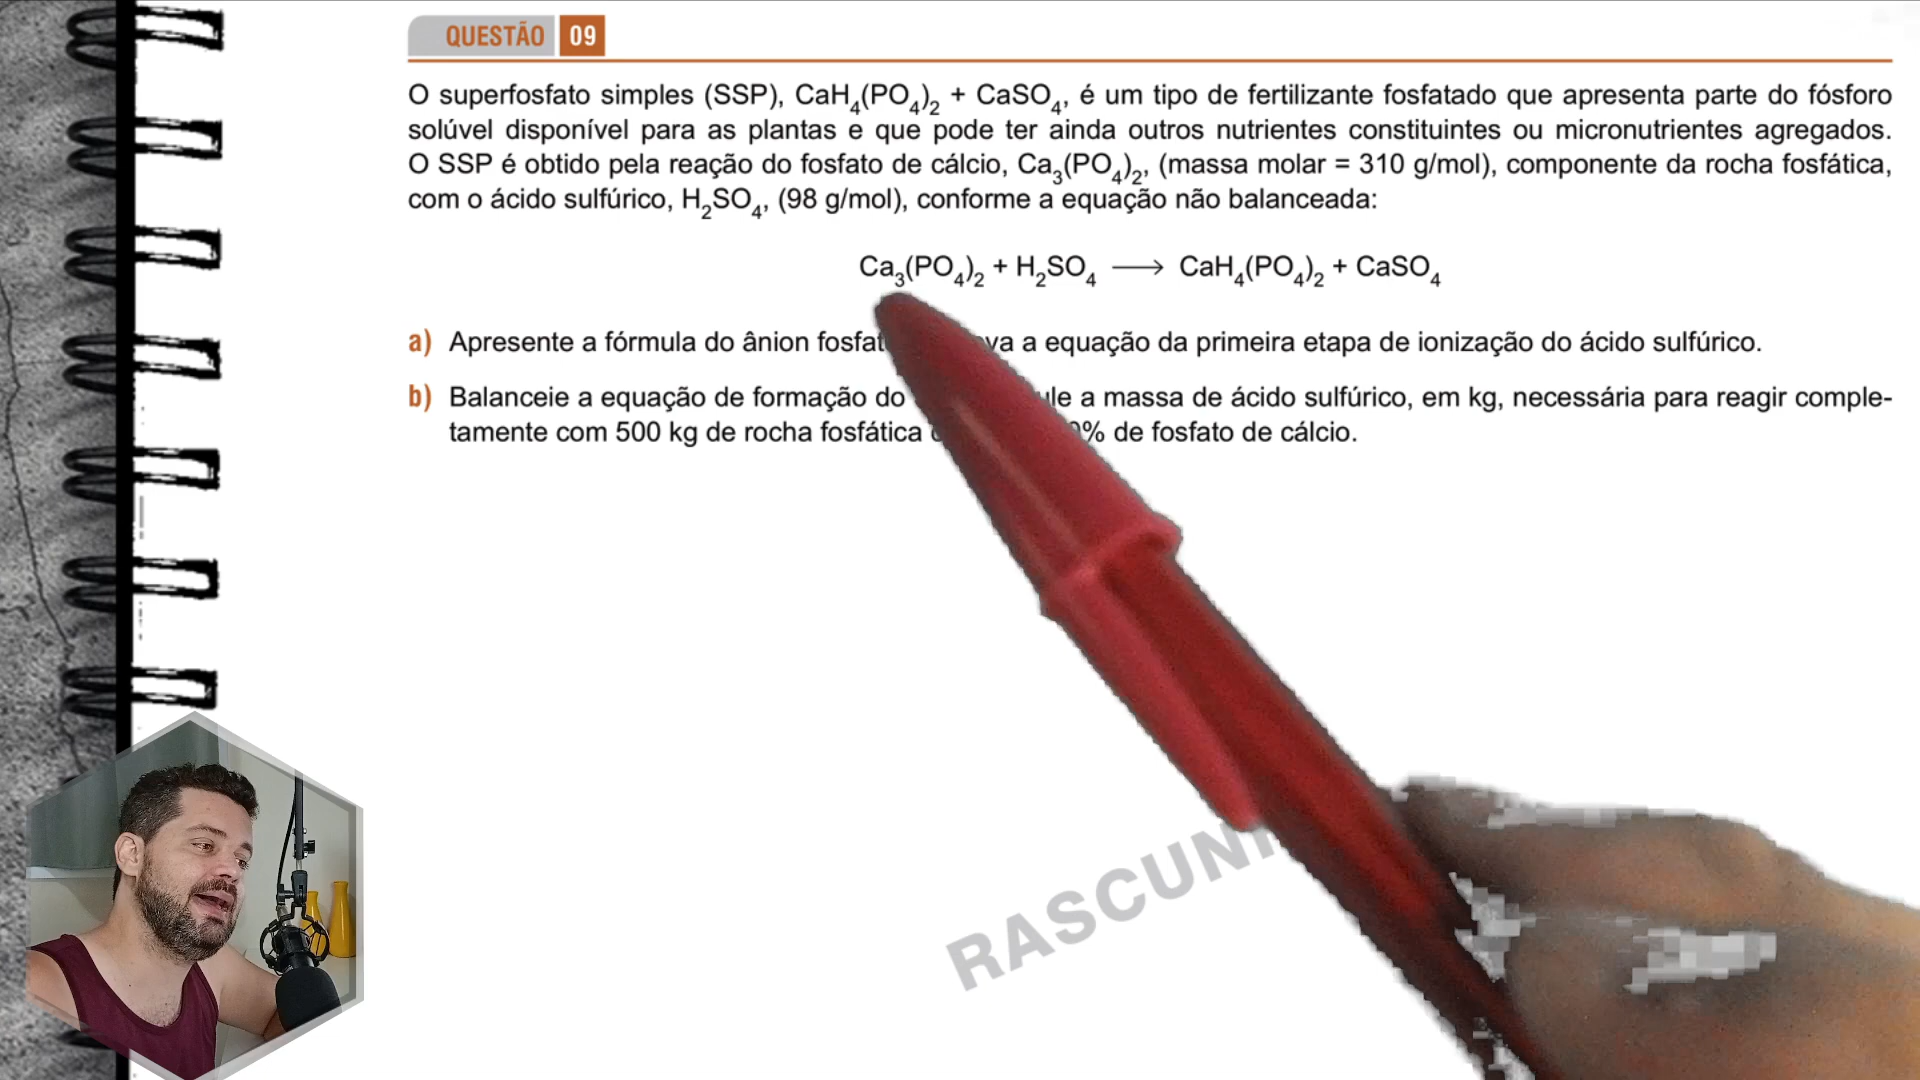 QUESTÃO 09
O superfosfato simples (SSP), CaH₄(PO₄)₂ + CaSO₄, é um tipo de fertilizante fosfatado que apresenta parte do fósforo
solúvel disponível para as plantas e que pode ter ainda outros nutrientes constituintes ou micronutrientes agregados.
O SSP é obtido pela reação do fosfato de cálcio, Ca₃(PO₄)₂, (massa molar = 310 g/mol), componente da rocha fosfática,
com o ácido sulfúrico, H₂SO₄, (98 g/mol), conforme a equação não balanceada:
Ca₃(PO₄)₂ + H₂SO₄ ⟶ CaH₄(PO₄)₂ + CaSO₄
a) Apresente a fórmula do ânion a equação da primeira etapa de ionização do ácido sulfúrico.
b) Balanceie a equação de formação do a massa de ácido sulfúrico, em kg, necessária para reagir comple-
tamente com 500 kg de rocha fosfática % de fosfato de cálcio.